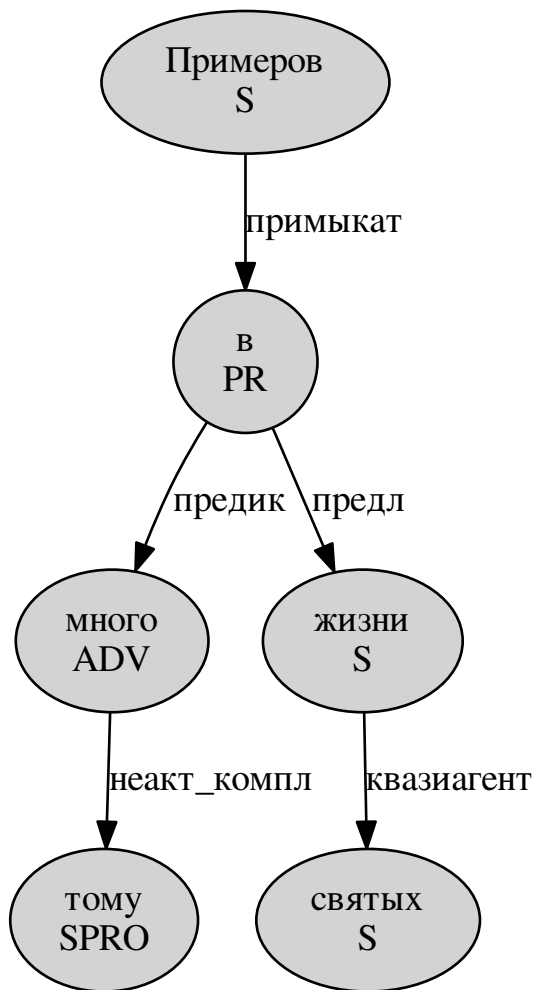 Примеров
S
примыкат
в
PR
предик
предл
много
ADV
жизни
S
неакт_компл
квазиагент
тому
SPRO
святых
S